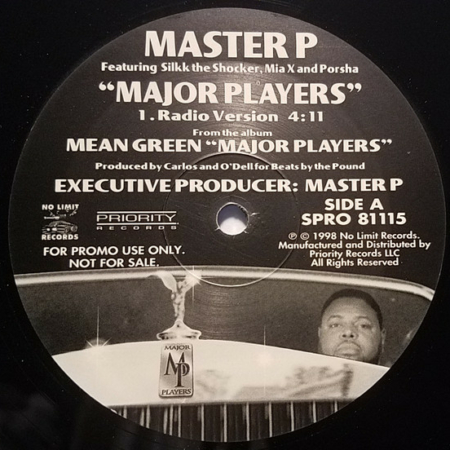 MASTER P
Featuring Silkk the Shocker, Mia X and Porsha
“MAJOR PLAYERS”
1. Radio Version 4:11
From the album
MEAN GREEN “MAJOR PLAYERS”
Produced by Carlos and O'Dell for Beats by the Pound
EXECUTIVE PRODUCER: MASTER P
NO LIMIT
RECORDS
PRIORITY
RECORDS
FOR PROMO USE ONLY.
NOT FOR SALE.
SIDE A
SPRO 81115
℗ © 1998 No Limit Records.
Manufactured and Distributed by
Priority Records LLC
All Rights Reserved
MAJOR
MP
PLAYERS